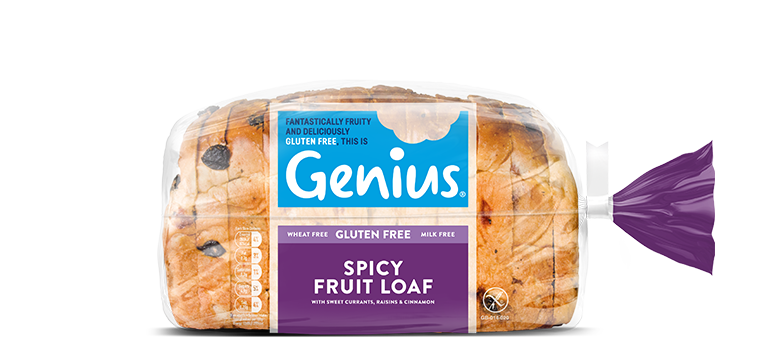 FANTASTICALLY FRUITY
AND DELICIOUSLY
GLUTEN FREE, THIS IS
Genius®
WHEAT FREE GLUTEN FREE MILK FREE
SPICY
FRUIT LOAF
WITH SWEET CURRANTS, RAISINS & CINNAMON